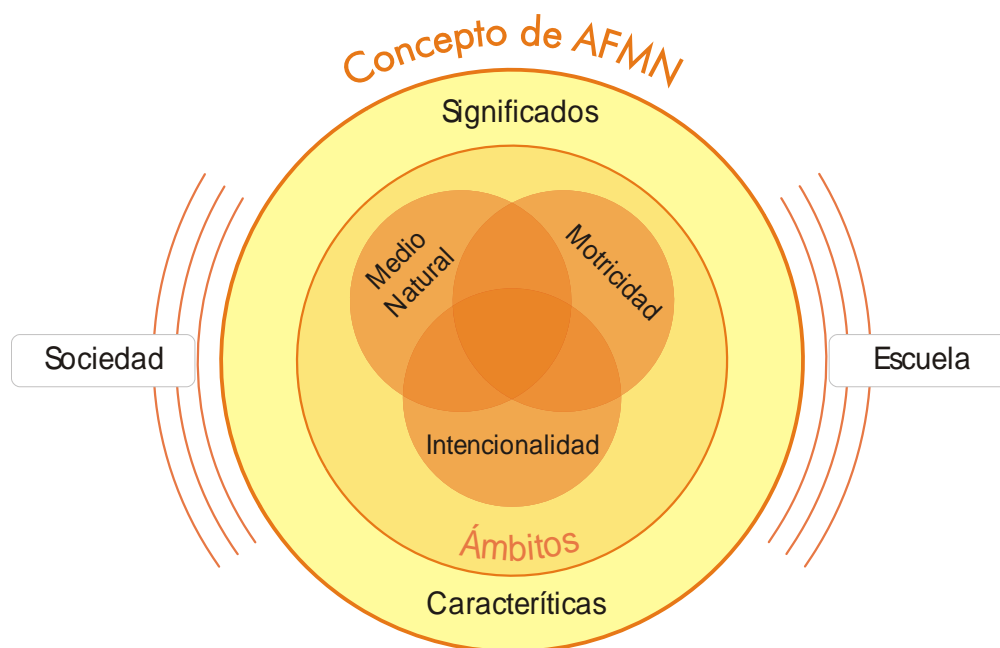 Concepto de AFMN
Significados
Medio
Natural
Motricidad
Sociedad
Escuela
Intencionalidad
Ámbitos
Caracteríticas